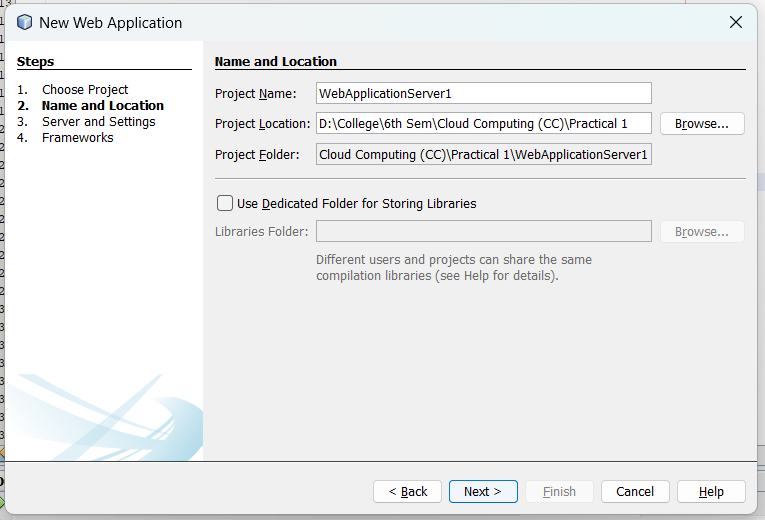 New Web Application
Steps
1. Choose Project
2. Name and Location
3. Server and Settings
4. Frameworks
Name and Location
Project Name: WebApplicationServer1
Project Location: D:\College\6th Sem\Cloud Computing (CC)\Practical 1 Browse...
Project Folder: Cloud Computing (CC)\Practical 1\WebApplicationServer1
Use Dedicated Folder for Storing Libraries
Libraries Folder: Browse...
Different users and projects can share the same
compilation libraries (see Help for details).
< Back Next > Finish Cancel Help